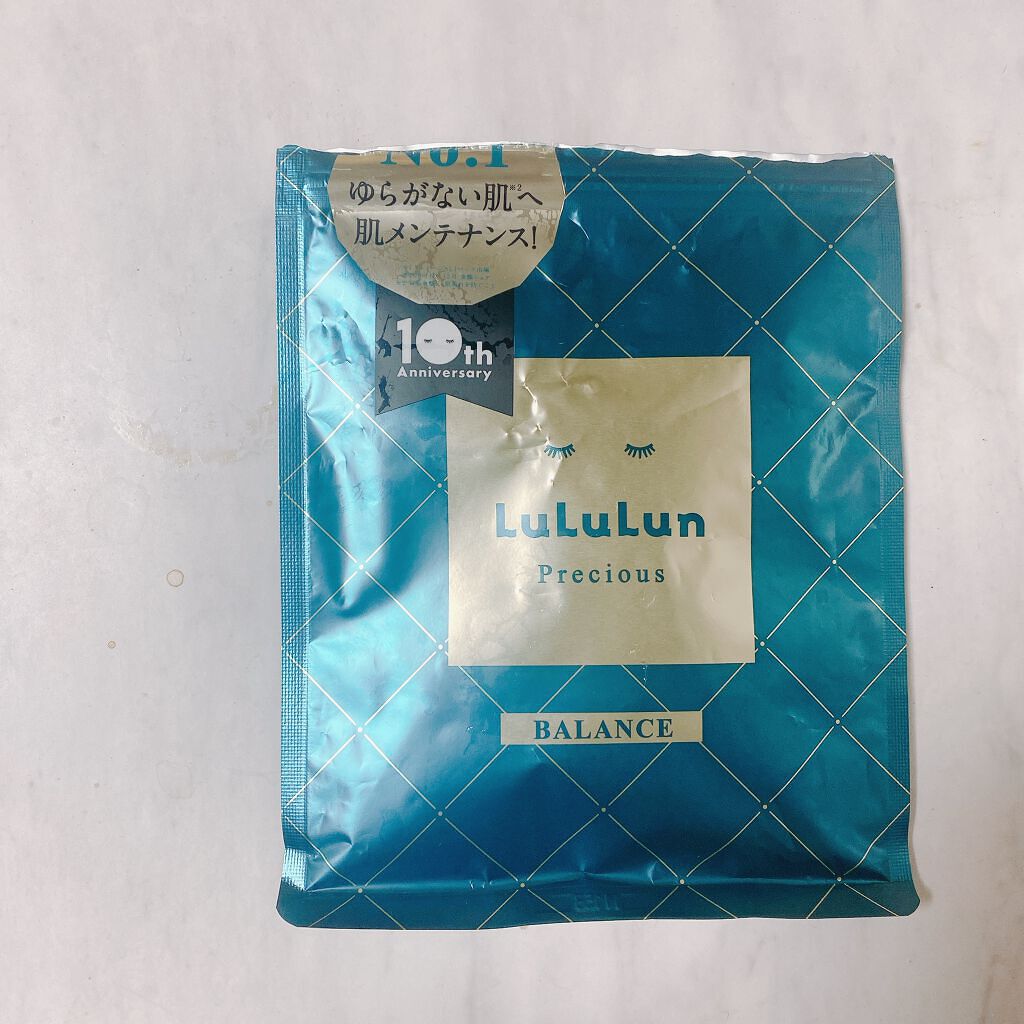 No.1
ゆらがない肌※2へ
肌メンテナンス!
10th
Anniversary
LuLuLun
Precious
BALANCE